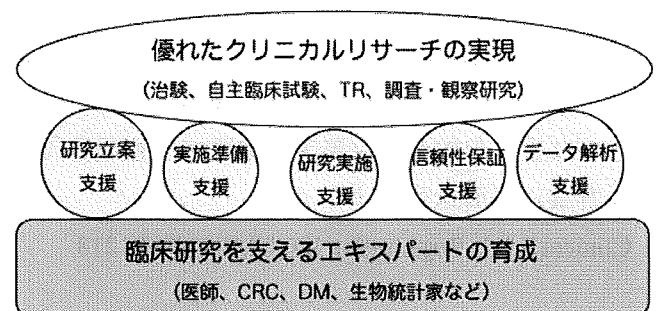 優れたクリニカルリサーチの実現
(治験、自主臨床試験、TR、調査・観察研究)
研究立案
支援
実施準備
支援
研究実施
支援
信頼性保証
支援
データ解析
支援
臨床研究を支えるエキスパートの育成
(医師、CRC、DM、生物統計家など)